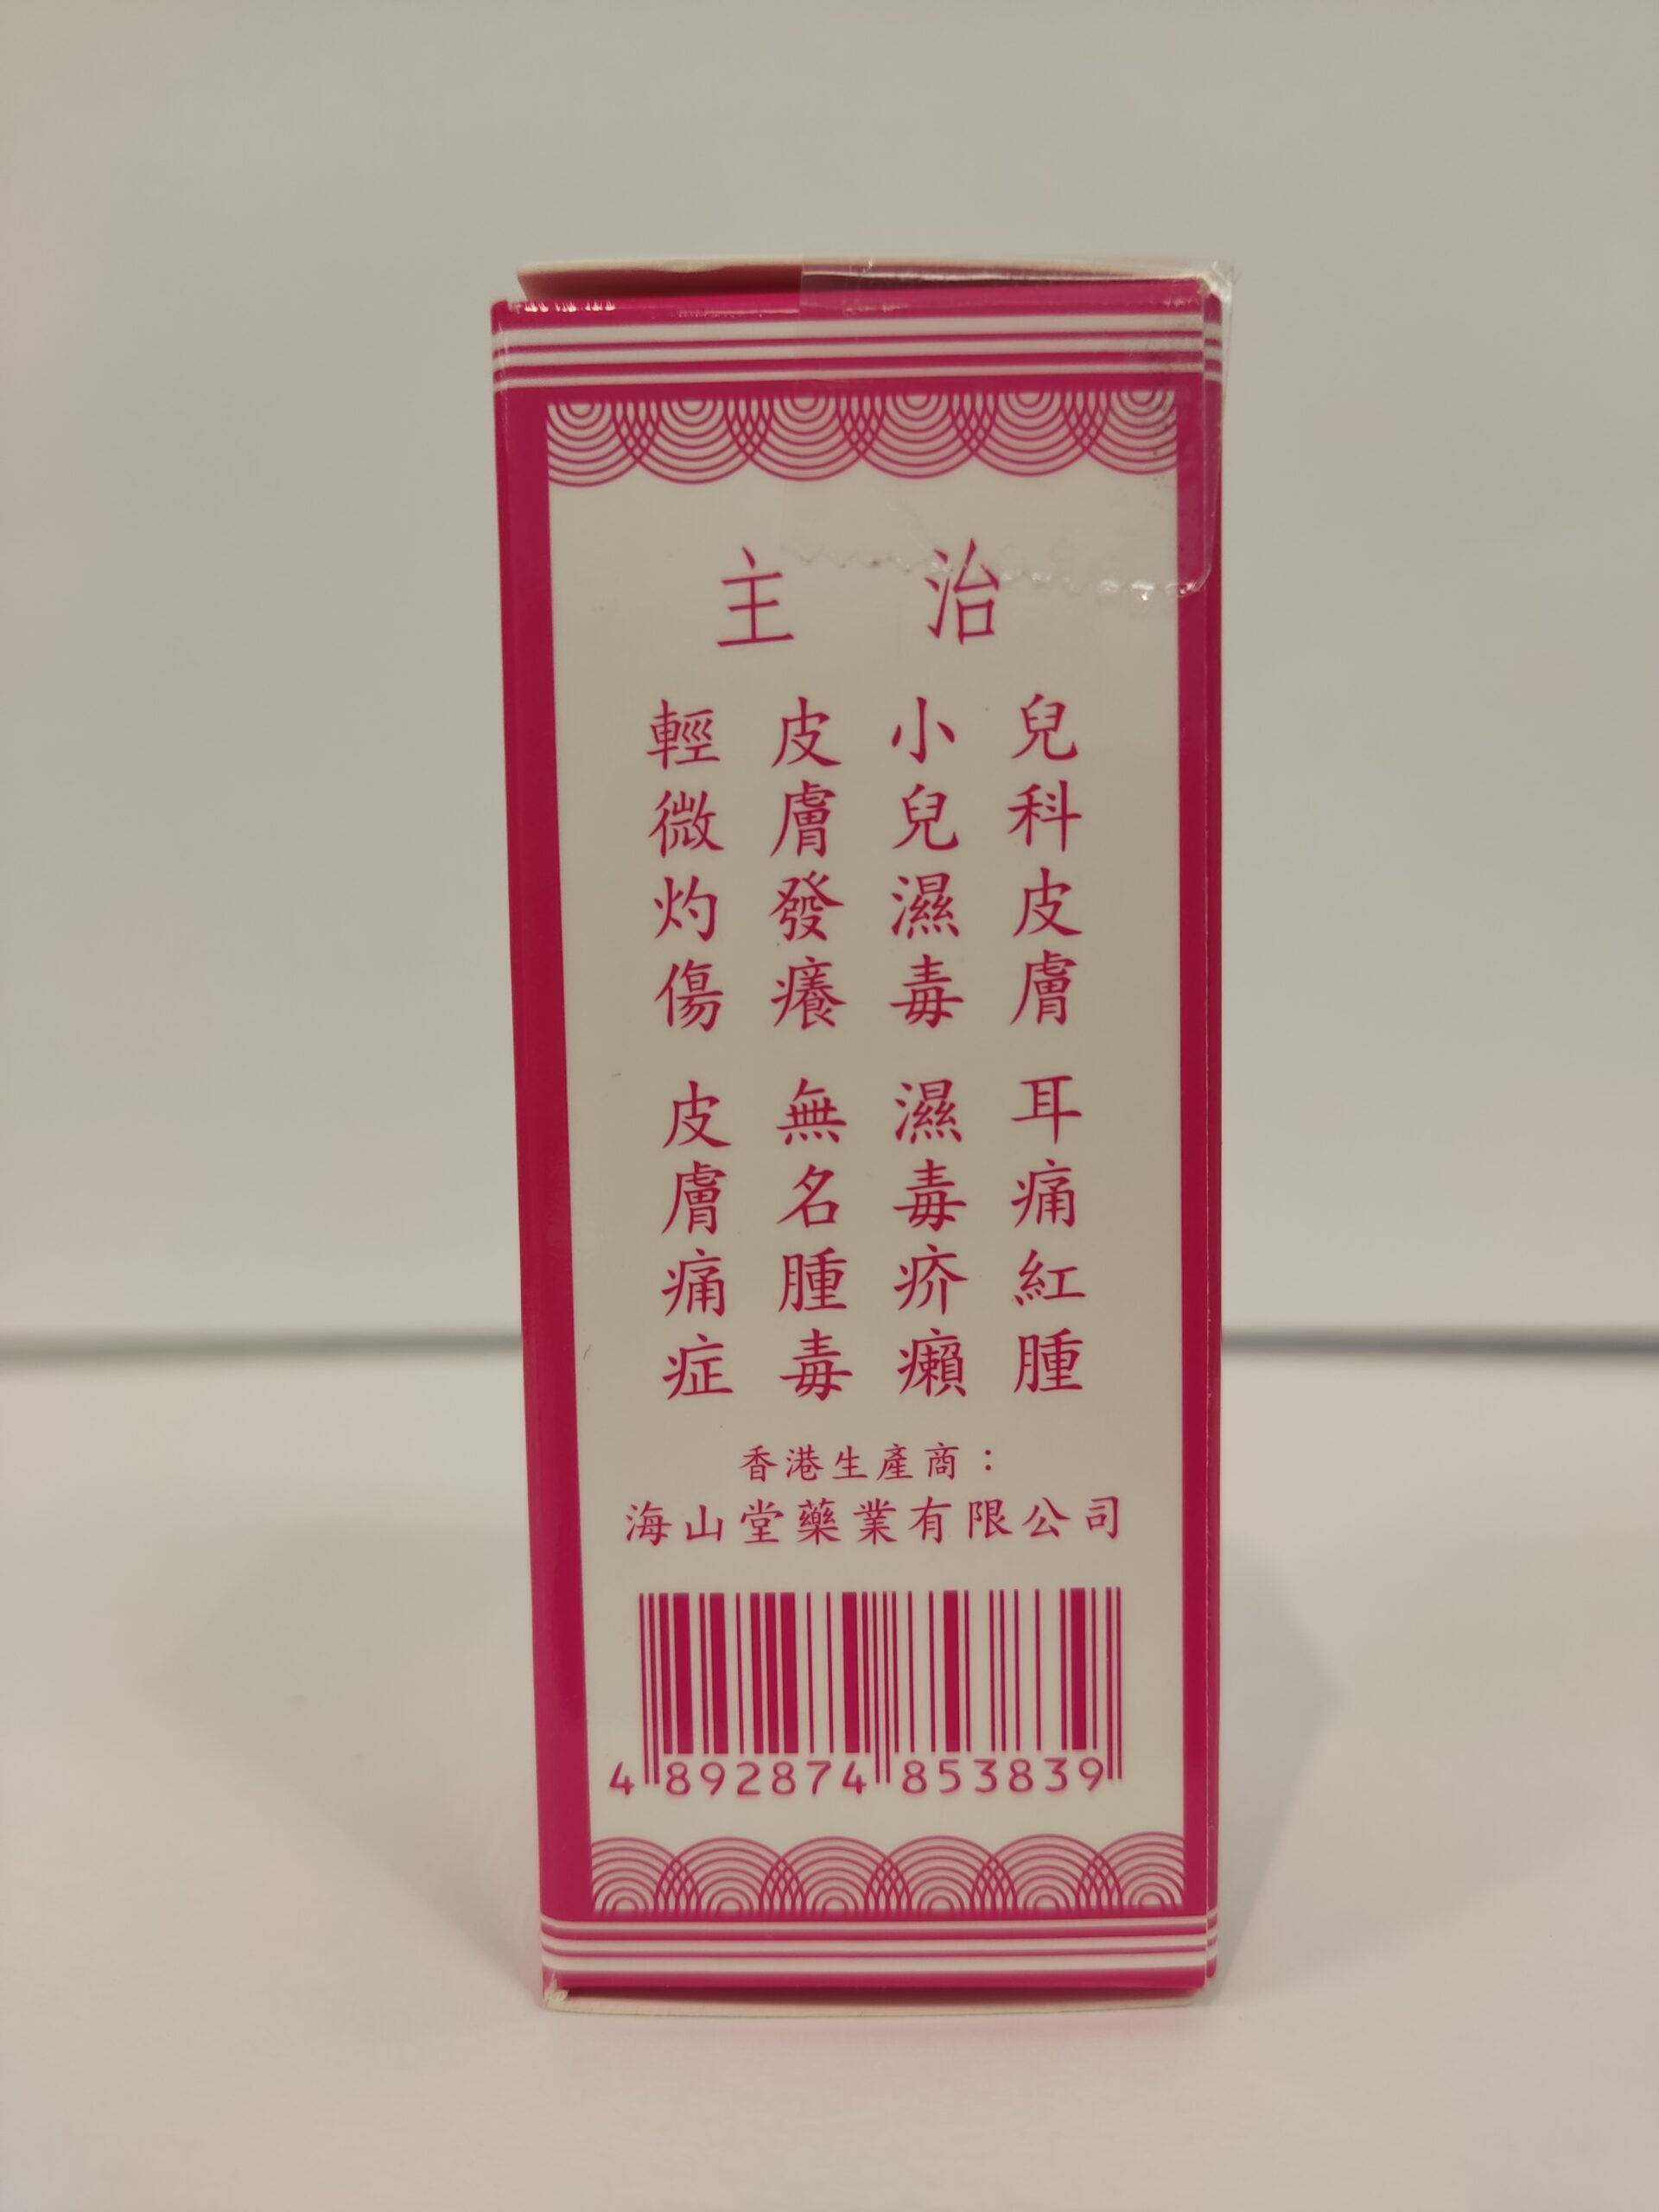 主治
兒科皮膚 耳痛紅腫
小兒濕毒 濕毒疥癩
皮膚發癢 無名腫毒
輕微灼傷 皮膚痛症
香港生產商：
海山堂藥業有限公司
4 892874 853839